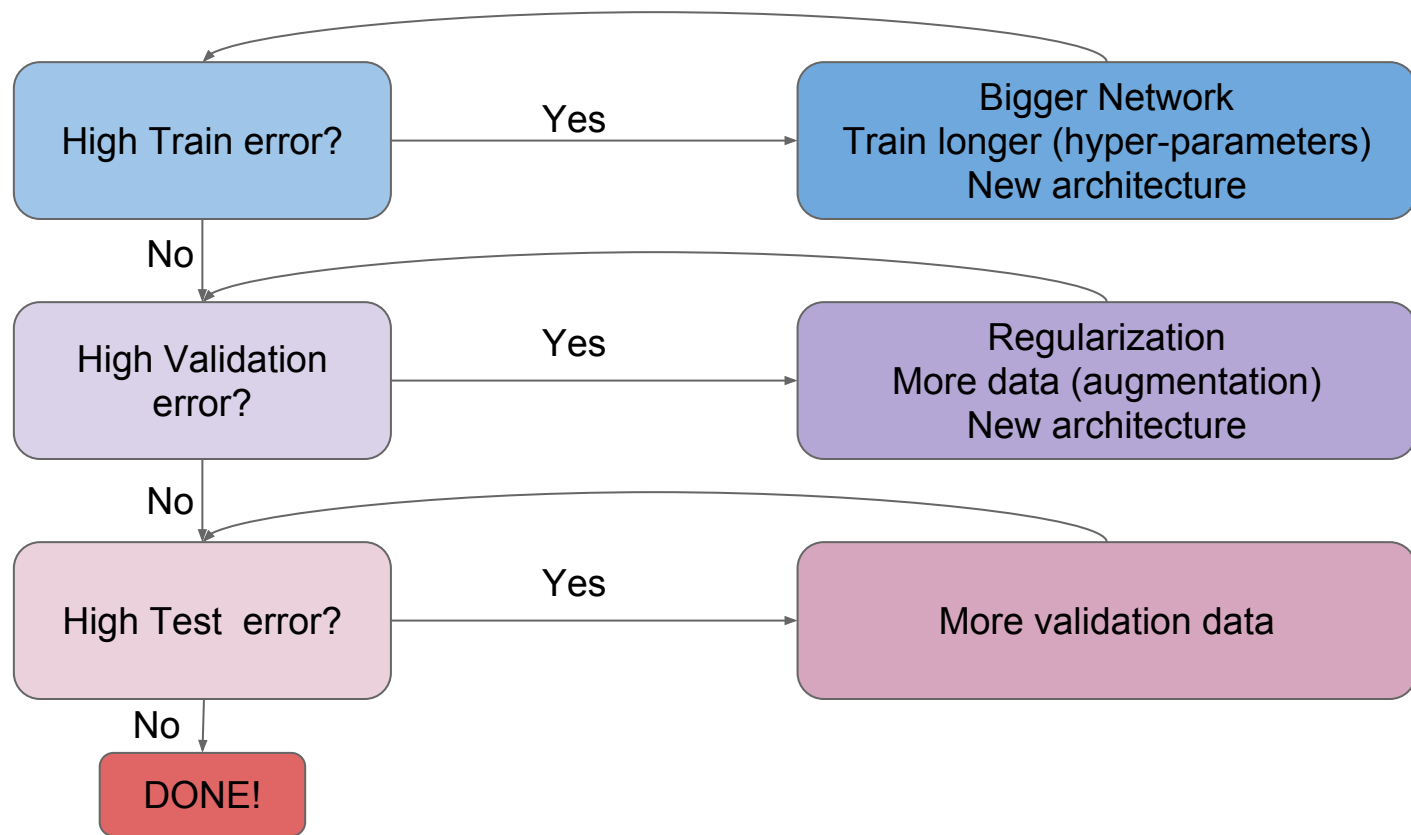 High Train error?
Yes
Bigger Network
Train longer (hyper-parameters)
New architecture
No
High Validation
error?
Yes
Regularization
More data (augmentation)
New architecture
No
High Test  error?
Yes
More validation data
No
DONE!